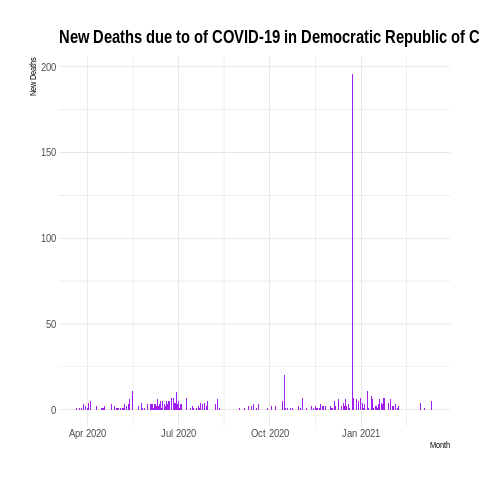 New Deaths due to of COVID-19 in Democratic Republic of C
New Deaths
200
150
100
50
0
Apr 2020 Jul 2020 Oct 2020 Jan 2021
Month